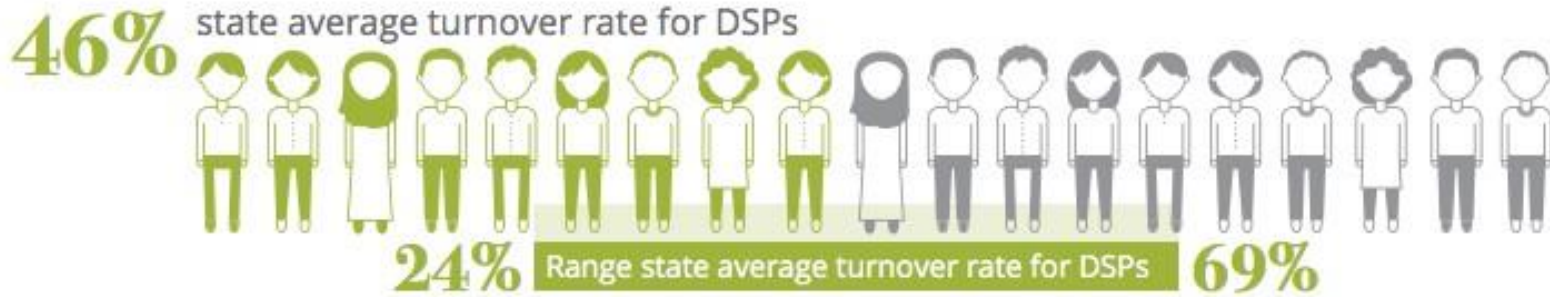 46% state average turnover rate for DSPs
24% Range state average turnover rate for DSPs 69%